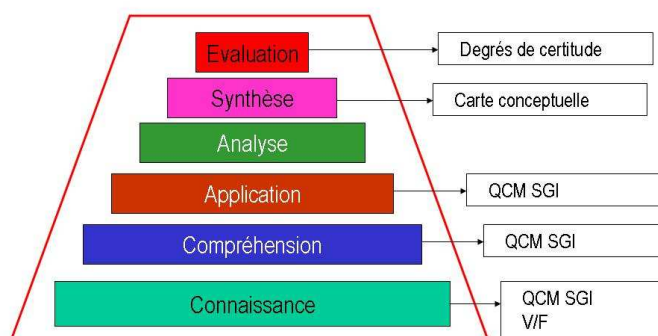 Evaluation
Degrés de certitude
Synthèse
Carte conceptuelle
Analyse
Application
QCM SGI
Compréhension
QCM SGI
Connaissance
QCM SGI
V/F